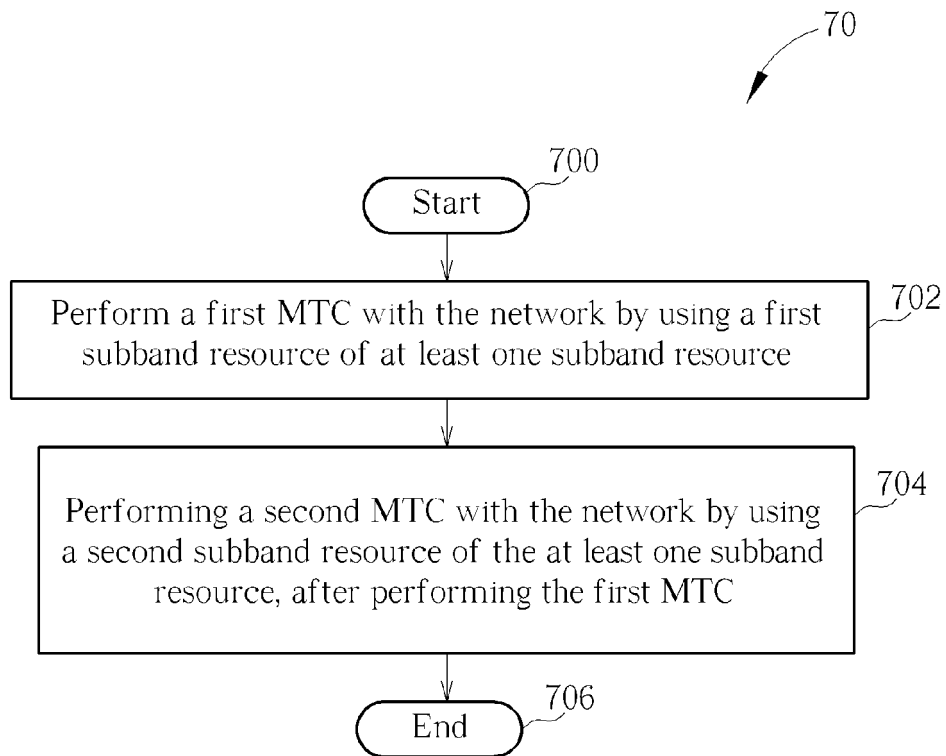 70
700
Start
Perform a first MTC with the network by using a first
subband resource of at least one subband resource
702
Performing a second MTC with the network by using
a second subband resource of the at least one subband
resource, after performing the first MTC
704
End
706